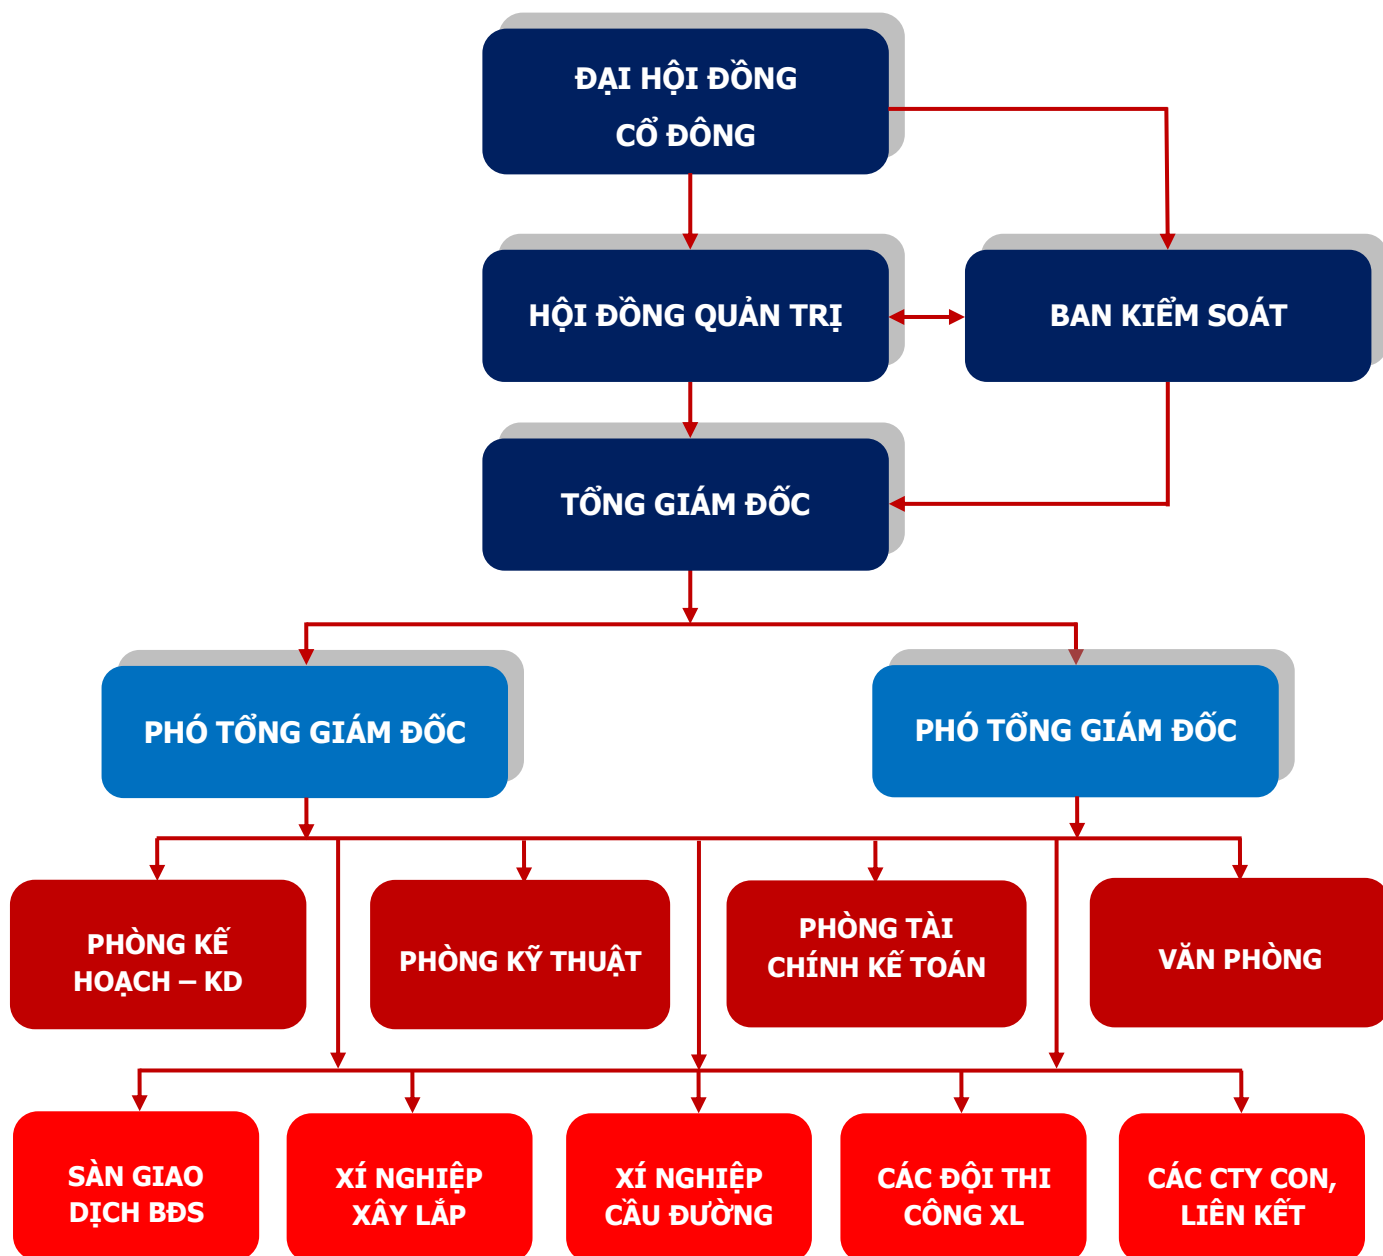 ĐẠI HỘI ĐỒNG
CỔ ĐÔNG
HỘI ĐỒNG QUẢN TRỊ
BAN KIỂM SOÁT
TỔNG GIÁM ĐỐC
PHÓ TỔNG GIÁM ĐỐC
PHÓ TỔNG GIÁM ĐỐC
PHÒNG KẾ
HOẠCH – KD
PHÒNG KỸ THUẬT
PHÒNG TÀI
CHÍNH KẾ TOÁN
VĂN PHÒNG
SÀN GIAO
DỊCH BĐS
XÍ NGHIỆP
XÂY LẮP
XÍ NGHIỆP
CẦU ĐƯỜNG
CÁC ĐỘI THI
CÔNG XL
CÁC CTY CON,
LIÊN KẾT